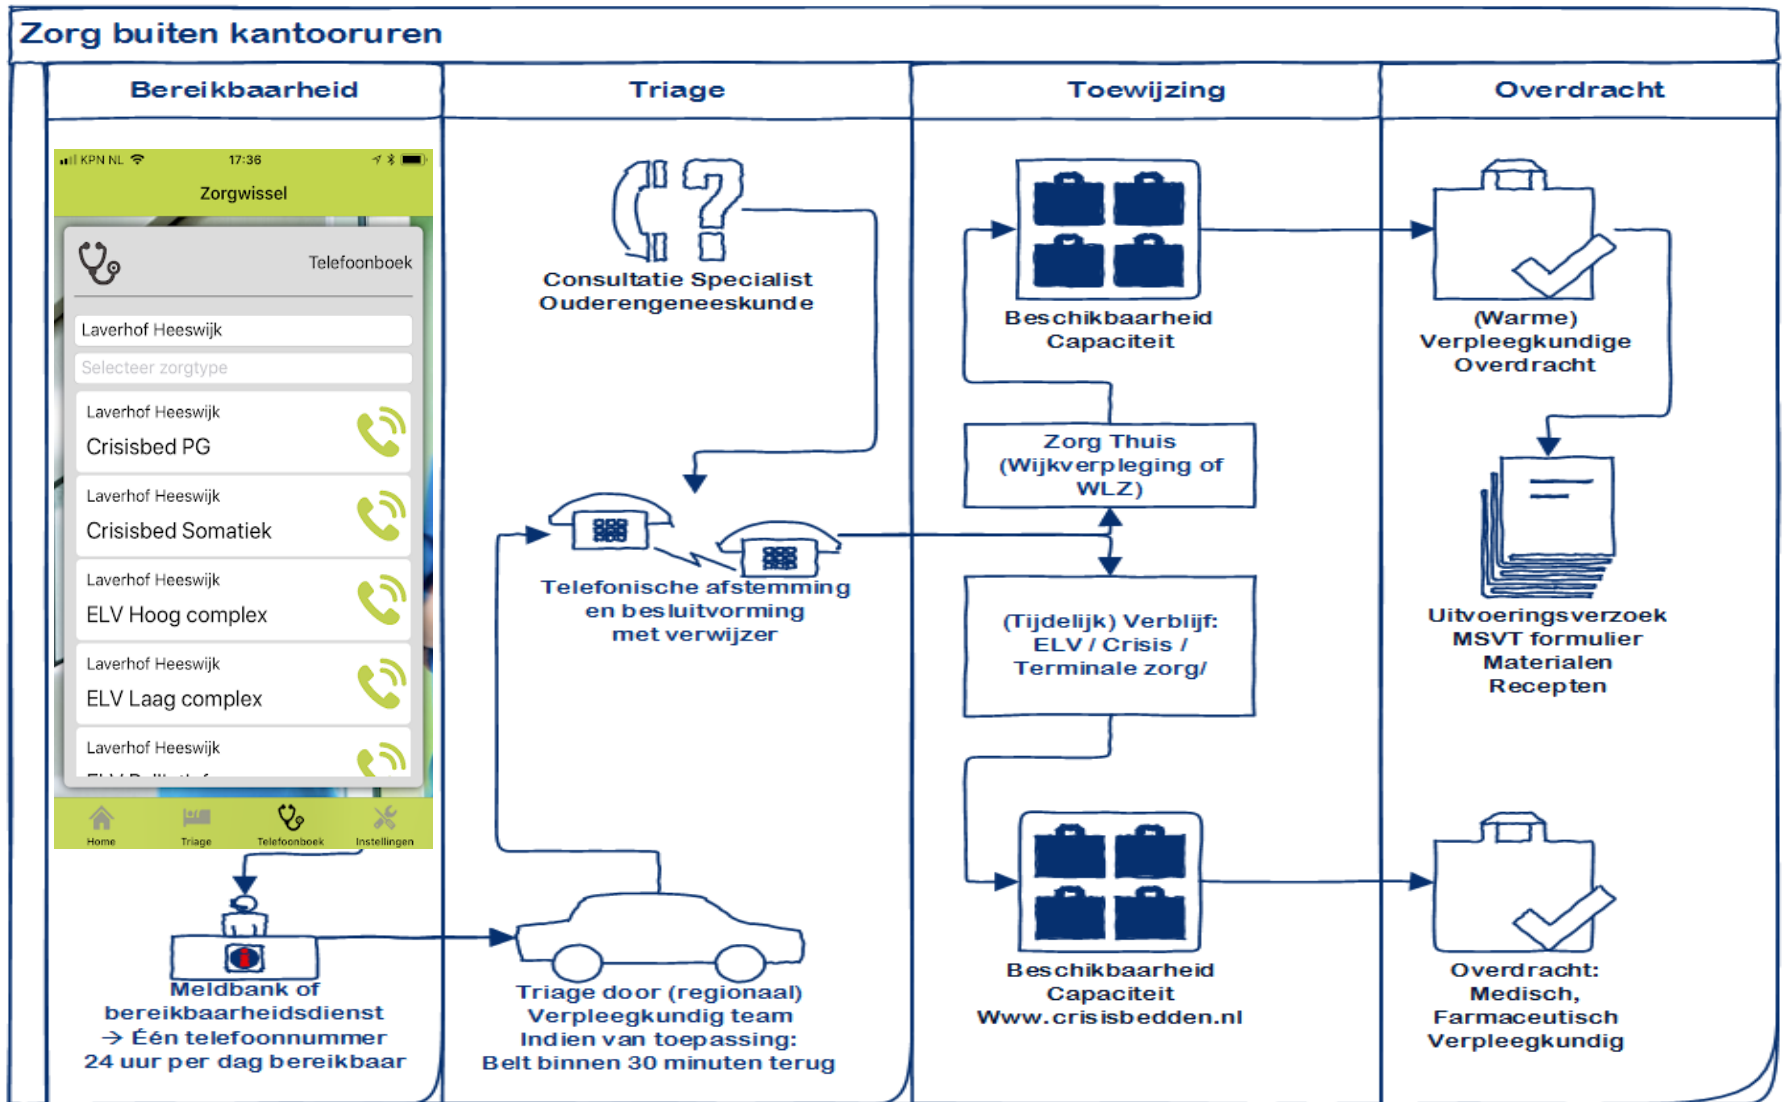 Zorg buiten kantooruren
Bereikbaarheid
KPN NL
17:36
Zorgwissel
Telefoonboek
Laverhof Heeswijk
Selecteer zorgtype
Laverhof Heeswijk
Crisisbed PG
Laverhof Heeswijk
Crisisbed Somatiek
Laverhof Heeswijk
ELV Hoog complex
Laverhof Heeswijk
ELV Laag complex
Laverhof Heeswijk
Home
Triage
Telefoonboek
Instellingen
Meldbank of
bereikbaarheidsdienst
→ Één telefoonnummer
24 uur per dag bereikbaar
Triage
Consultatie Specialist
Ouderengeneeskunde
Telefonische afstemming
en besluitvorming
met verwijzer
Triage door (regionaal)
Verpleegkundig team
Indien van toepassing:
Belt binnen 30 minuten terug
Toewijzing
Beschikbaarheid
Capaciteit
Zorg Thuis
(Wijkverpleging of
WLZ)
(Tijdelijk) Verblijf:
ELV / Crisis /
Terminale zorg/
Beschikbaarheid
Capaciteit
Www.crisisbedden.nl
Overdracht
(Warme)
Verpleegkundige
Overdracht
Uitvoeringsverzoek
MSVT formulier
Materialen
Recepten
Overdracht:
Medisch,
Farmaceutisch
Verpleegkundig